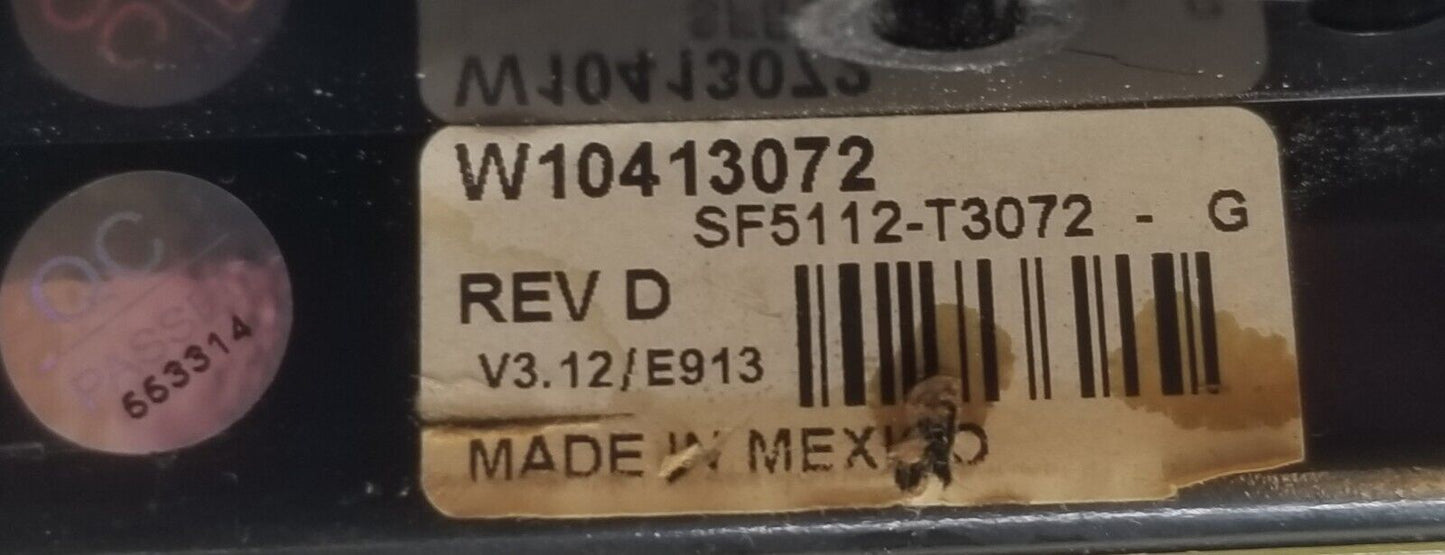 W10413072
SF5112-T3072 - G
REV D
V3.12/E913
MADE IN MEXICO
QC
PASSED
663314